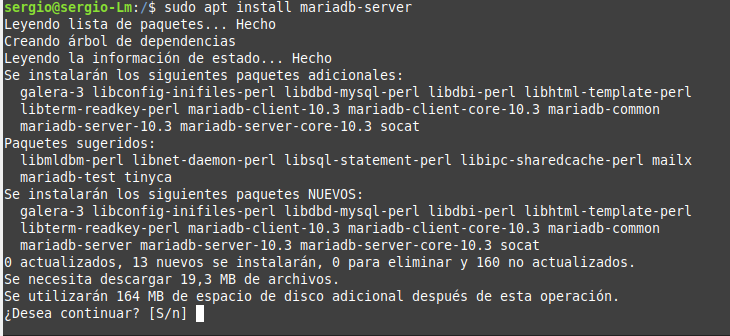 sergio@sergio-Lm:/$ sudo apt install mariadb-server
Leyendo lista de paquetes... Hecho
Creando árbol de dependencias
Leyendo la información de estado... Hecho
Se instalarán los siguientes paquetes adicionales:
  galera-3 libconfig-inifiles-perl libdbd-mysql-perl libdbi-perl libhtml-template-perl
  libterm-readkey-perl mariadb-client-10.3 mariadb-client-core-10.3 mariadb-common
  mariadb-server-10.3 mariadb-server-core-10.3 socat
Paquetes sugeridos:
  libmldbm-perl libnet-daemon-perl libsql-statement-perl libipc-sharedcache-perl mailx
  mariadb-test tinyca
Se instalarán los siguientes paquetes NUEVOS:
  galera-3 libconfig-inifiles-perl libdbd-mysql-perl libdbi-perl libhtml-template-perl
  libterm-readkey-perl mariadb-client-10.3 mariadb-client-core-10.3 mariadb-common
  mariadb-server mariadb-server-10.3 mariadb-server-core-10.3 socat
0 actualizados, 13 nuevos se instalarán, 0 para eliminar y 160 no actualizados.
Se necesita descargar 19,3 MB de archivos.
Se utilizarán 164 MB de espacio de disco adicional después de esta operación.
¿Desea continuar? [S/n]